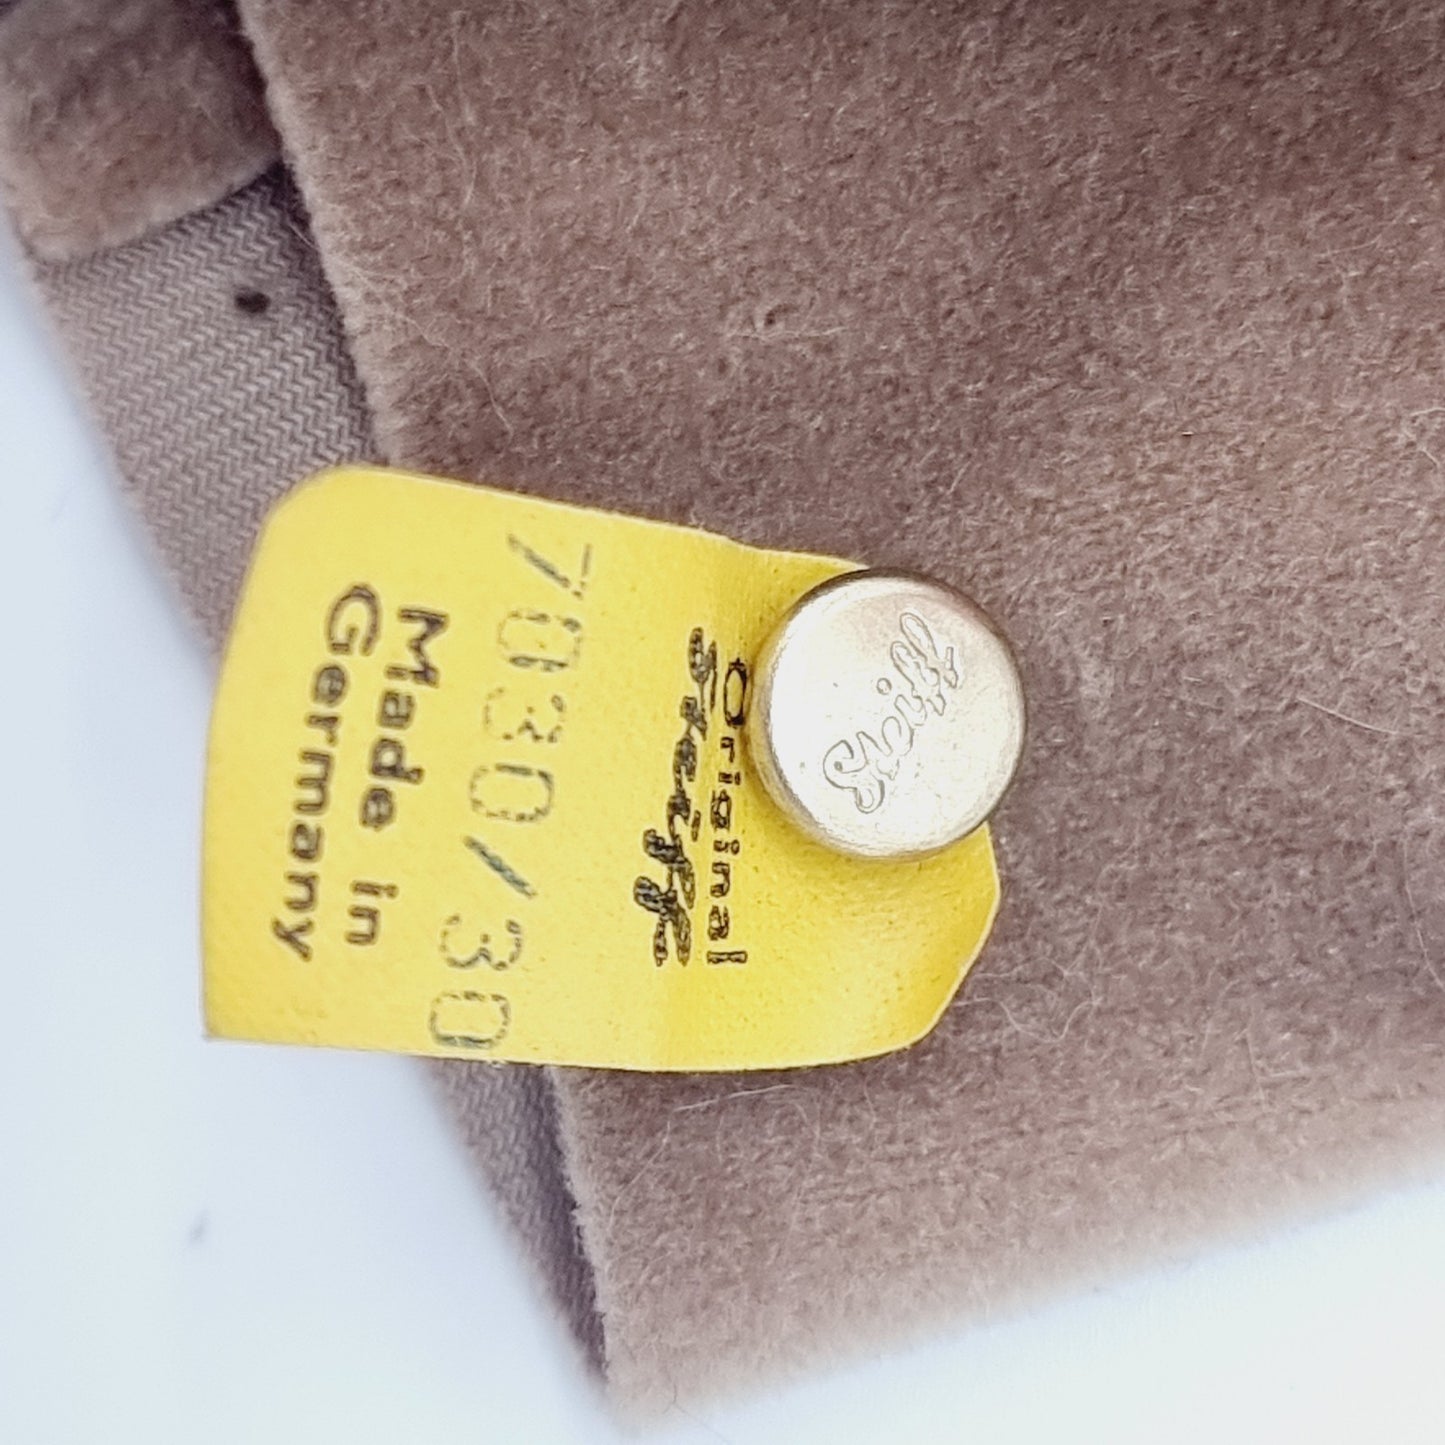 Original
Steiff
7030/30
Made in
Germany
Steiff